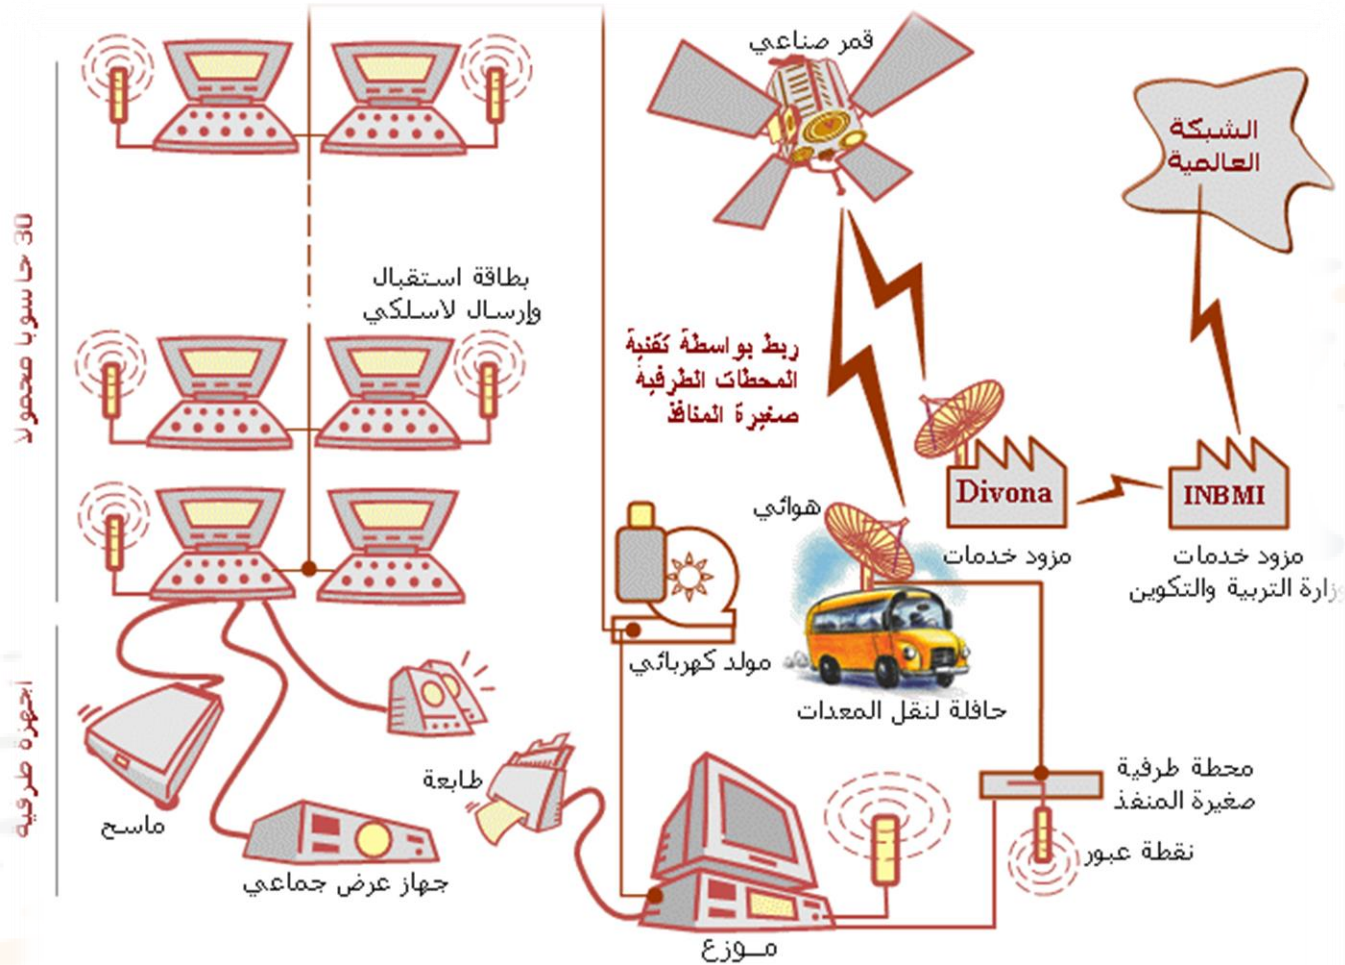 قمر صناعي
الشبكة
العالمية
30 حاسوبا محمولا
بطاقة استقبال
وإرسال لاسلكي
ربط بواسطة تقنية
المحطات الطرفية
صغيرة المنافذ
هوائي
Divona
INBMI
مزود خدمات
مزود خدمات
وزارة التربية والتكوين
مولد كهربائي
حافلة لنقل المعدات
أجهزة طرفية
طابعة
محطة طرفية
صغيرة المنفذ
ماسح
نقطة عبور
جهاز عرض جماعي
مـوزع